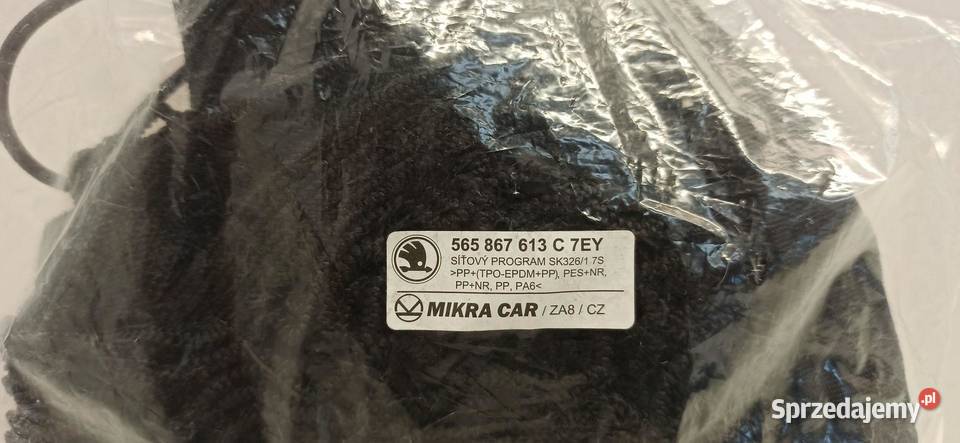 565 867 613 C 7EY
SÍŤOVÝ PROGRAM SK326/1 7S
>PP+(TPO-EPDM+PP), PES+NR,
PP+NR, PP, PA6<
MIKRA CAR / ZA8 / CZ
Sprzedajemy.pl